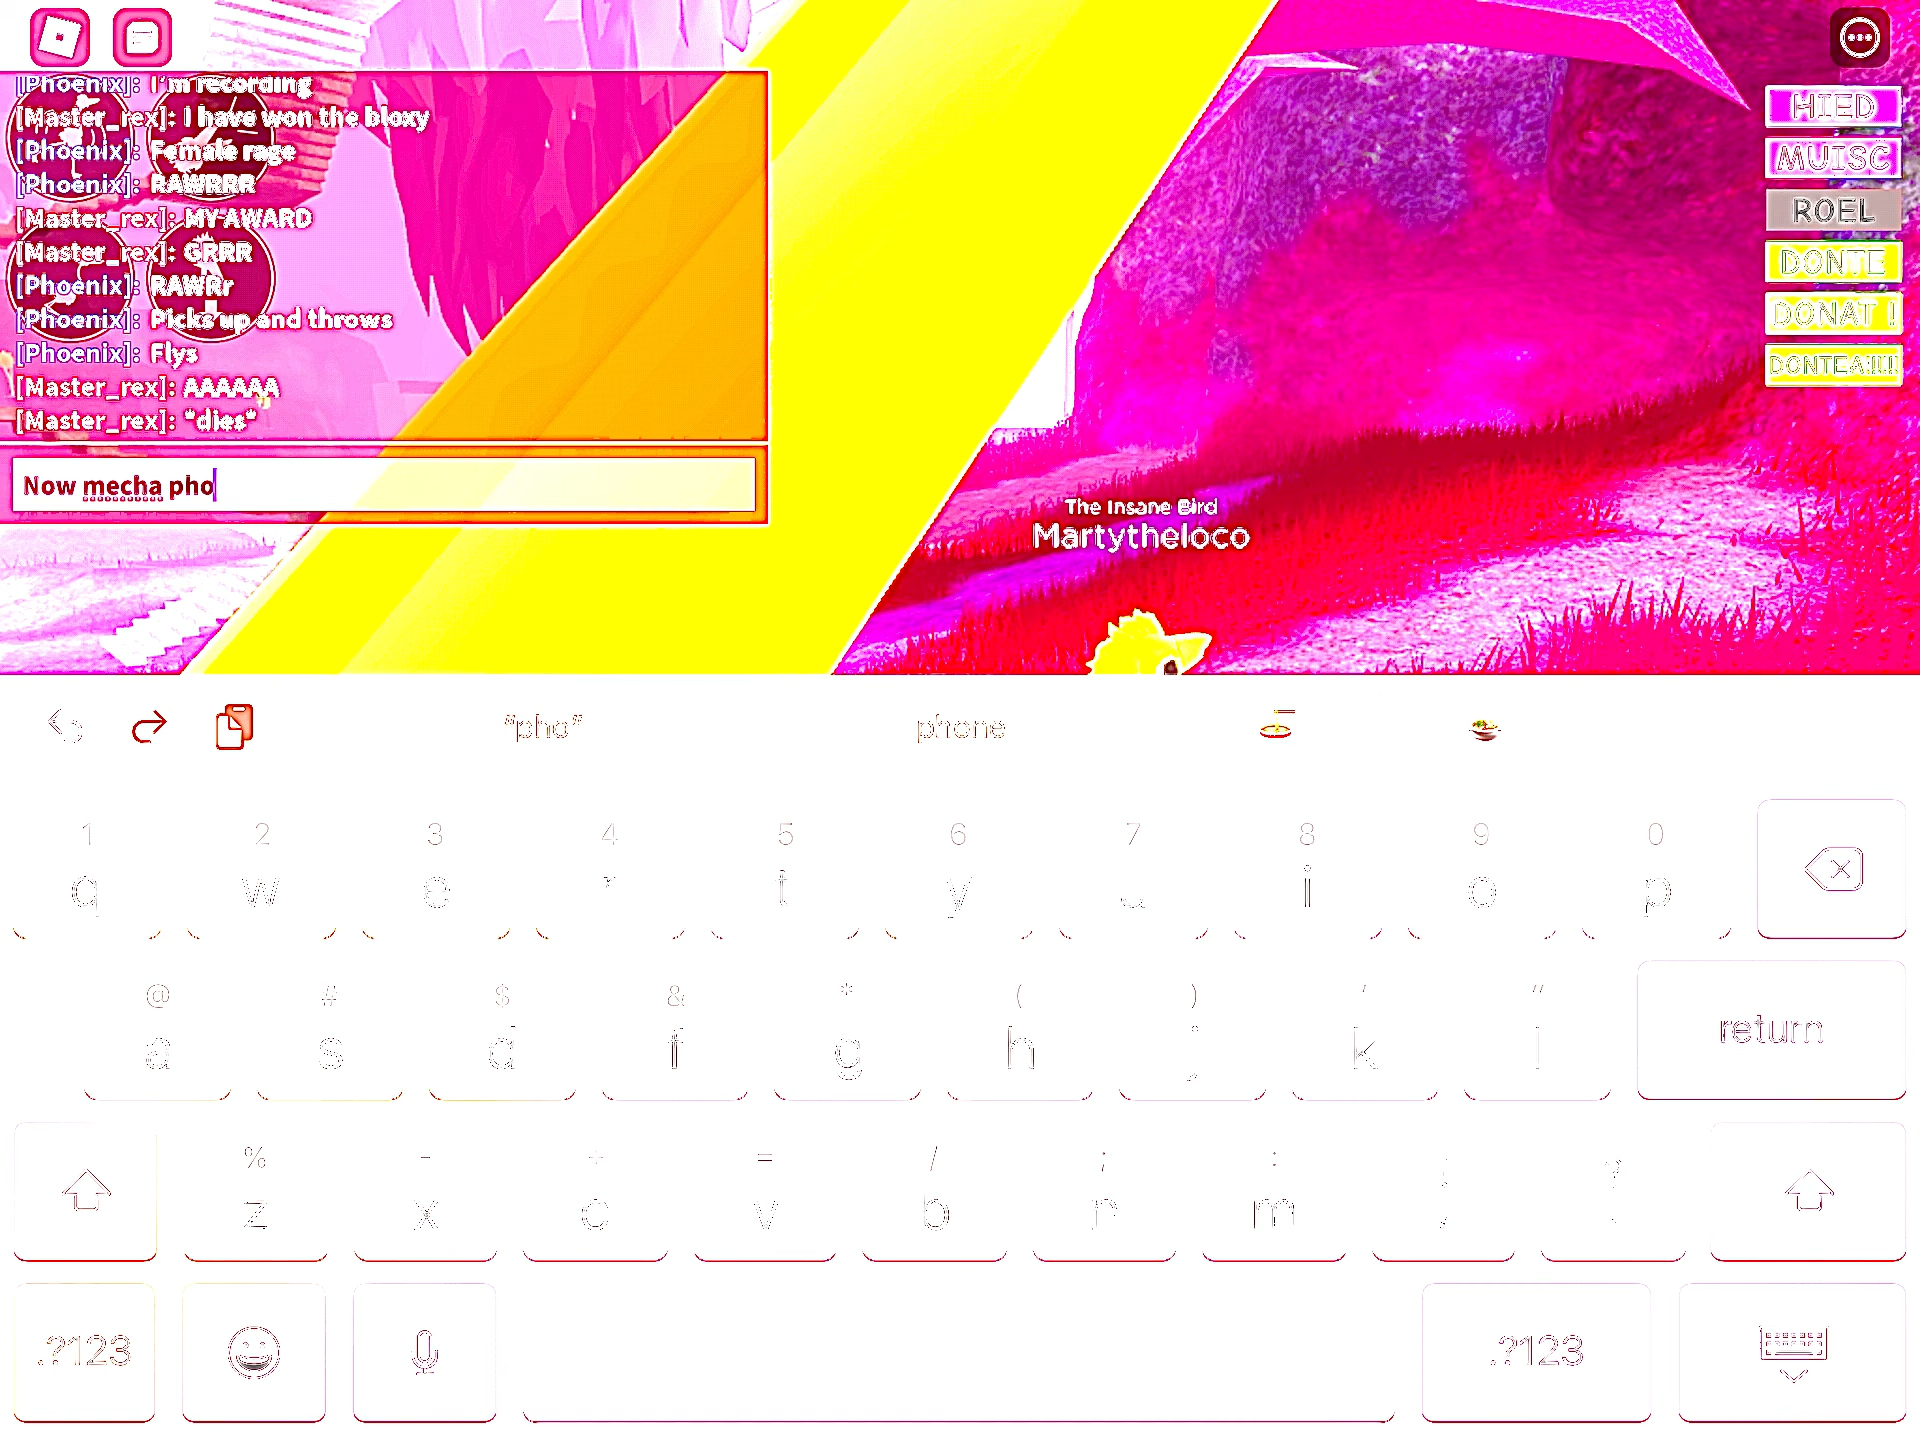 [Phoenix]: I'm recording
[Master_rex]: I have won the bloxy
[Phoenix]: Female rage
[Phoenix]: RAWRRR
[Master_rex]: MY AWARD
[Master_rex]: GRRR
[Phoenix]: RAWRr
[Phoenix]: Picks up and throws
[Phoenix]: Flys
[Master_rex]: AAAAAA
[Master_rex]: *dies*
Now mecha pho
HIED
MUISC
ROEL
DONTE
DONAT !
DONTEA!!!!
The Insane Bird
Martytheloco
"pho" phone
1 2 3 4 5 6 7 8 9 0
q w e r t y u i o p
@ # $ & * ( ) ' "
a s d f g h j k l
return
% - + = / ; :
z x c v b n m
.?123 .?123